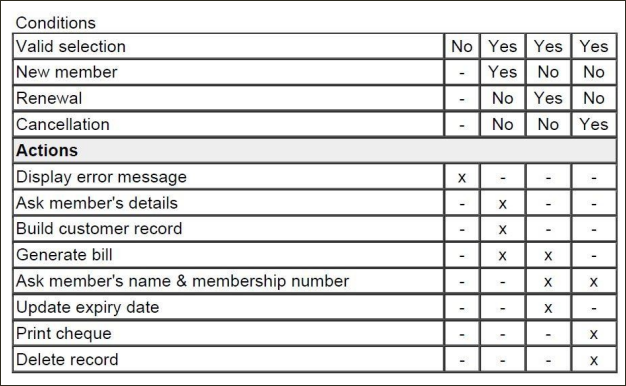 Conditions
Valid selection No Yes Yes Yes
New member - Yes No No
Renewal - No Yes No
Cancellation - No No Yes
Actions
Display error message x - - -
Ask member's details - x - -
Build customer record - x - -
Generate bill - x x -
Ask member's name & membership number - - x x
Update expiry date - - x -
Print cheque - - - x
Delete record - - - x